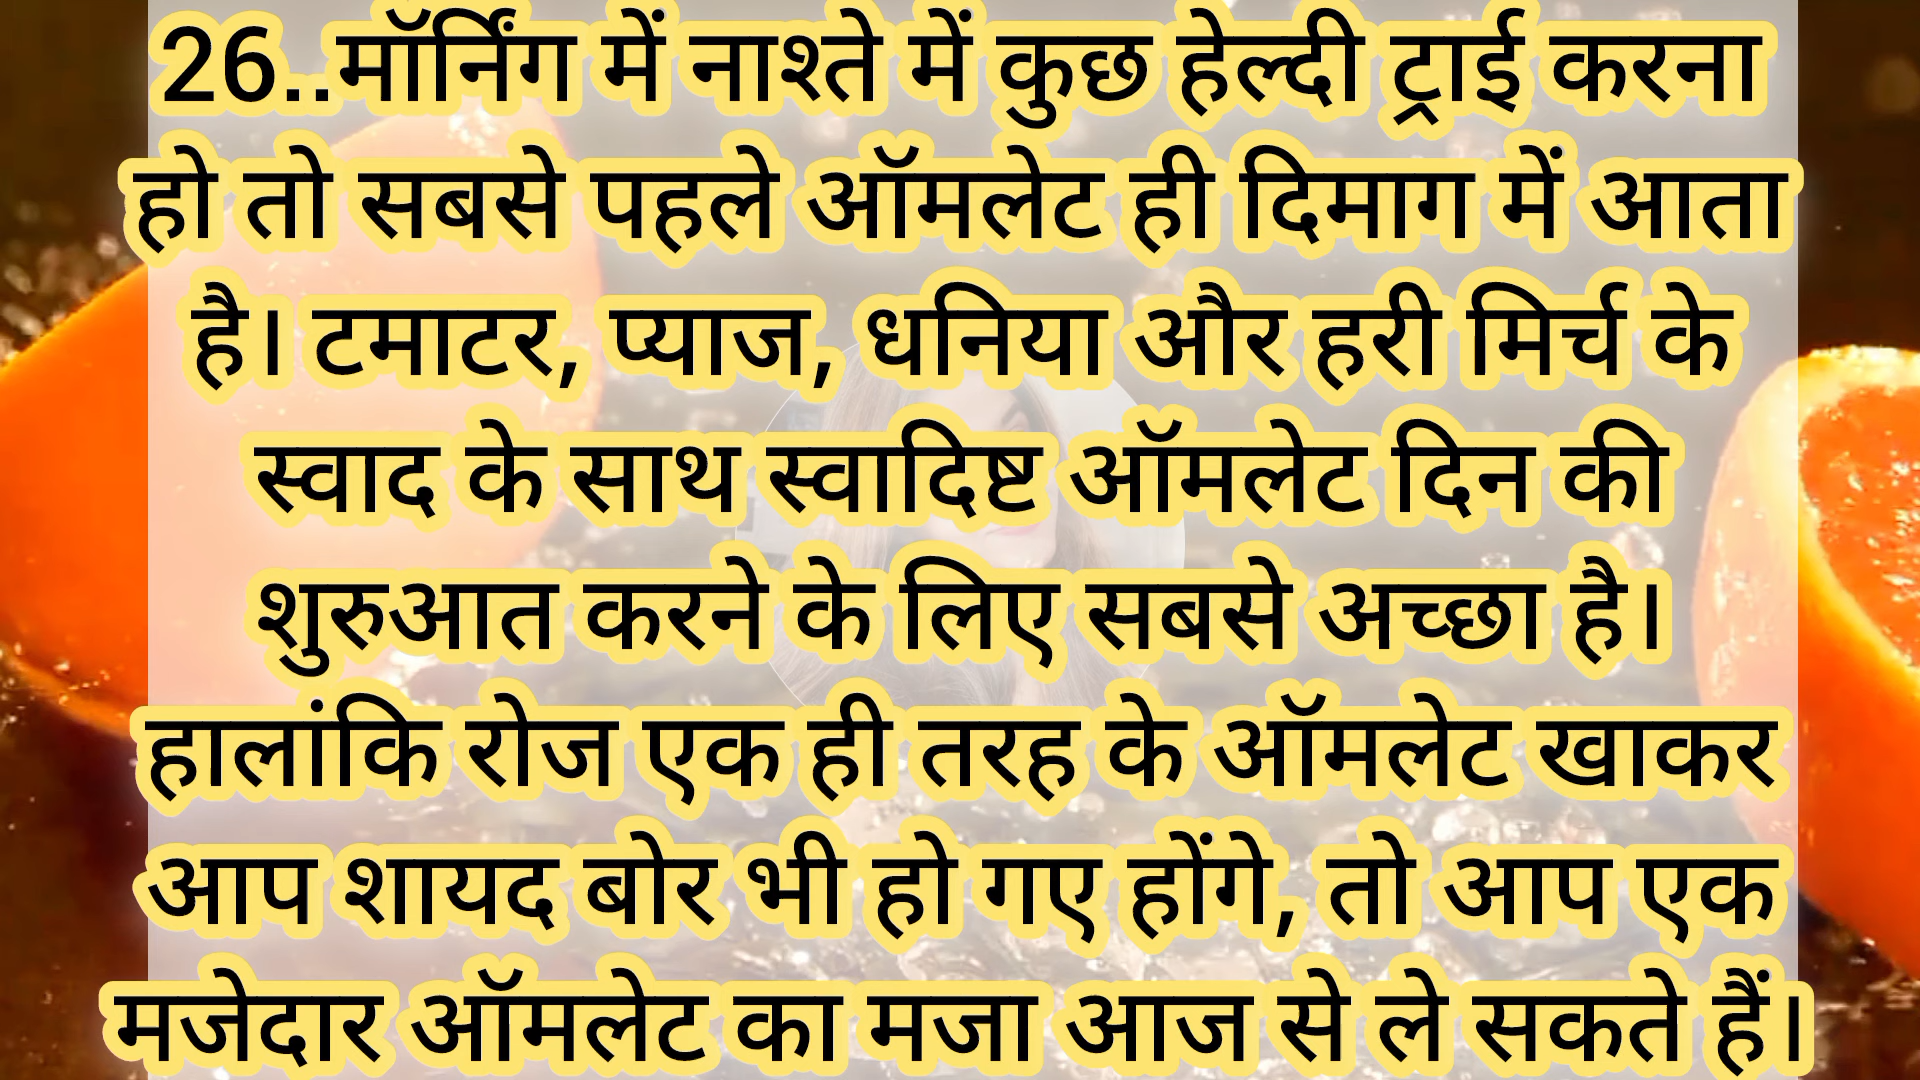 26..मॉर्निंग में नाश्ते में कुछ हेल्दी ट्राई करना
हो तो सबसे पहले ऑमलेट ही दिमाग में आता
है। टमाटर, प्याज, धनिया और हरी मिर्च के
स्वाद के साथ स्वादिष्ट ऑमलेट दिन की
शुरुआत करने के लिए सबसे अच्छा है।
हालांकि रोज एक ही तरह के ऑमलेट खाकर
आप शायद बोर भी हो गए होंगे, तो आप एक
मजेदार ऑमलेट का मजा आज से ले सकते हैं।